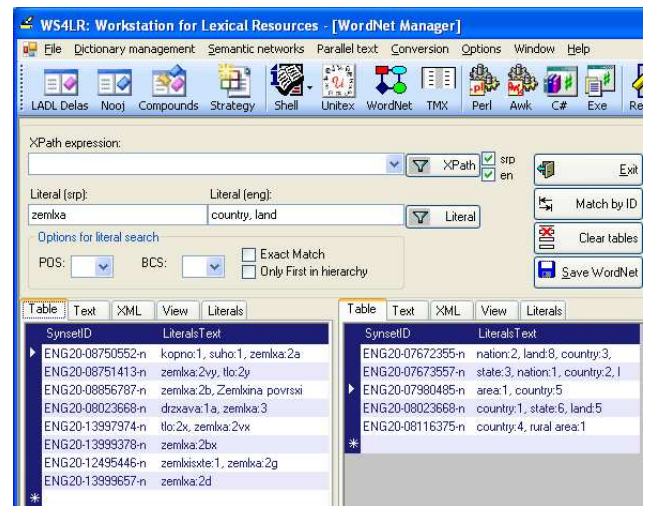 WS4LR: Workstation for Lexical Resources - [WordNet Manager]
File Dictionary management Semantic networks Parallel text Conversion Options Window Help
LADL Delas Nooj Compounds Strategy Shell Unitex WordNet TMX Perl Awk C# Exe Re
XPath expression:
XPath srp
en
Exit
Literal (srp): Literal (eng):
zemlxa country, land Literal
Match by ID
Options for literal search
Clear tables
POS: BCS: Exact Match
Only First in hierarchy
Save WordNet
Table Text XML View Literals
SynsetID LiteralsText
ENG20-08750552-n kopno:1, suho:1, zemlxa:2a
ENG20-08751413-n zemlxa:2vy, tlo:2y
ENG20-08856787-n zemlxa:2b, Zemlxina povrsxi
ENG20-08023668-n drzxava:1a, zemlxa:3
ENG20-13997974-n tlo:2x, zemlxa:2vx
ENG20-13999378-n zemlxa:2bx
ENG20-12495446-n zemlxisxte:1, zemlxa:2g
ENG20-13999657-n zemlxa:2d
Table Text XML View Literals
SynsetID LiteralsText
ENG20-07672355-n nation:2, land:8, country:3,
ENG20-07673557-n state:3, nation:1, country:2, l
ENG20-07980485-n area:1, country:5
ENG20-08023668-n country:1, state:6, land:5
ENG20-08116375-n country:4, rural area:1